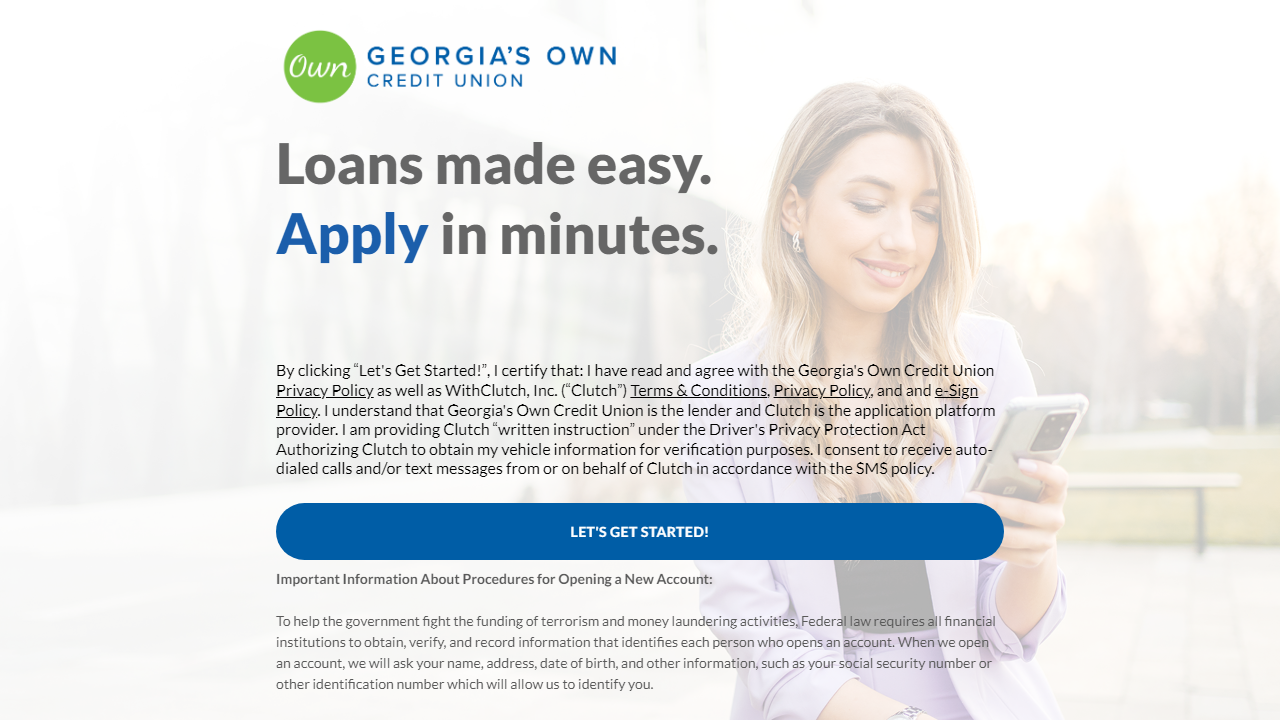 Own
GEORGIA'S OWN
CREDIT UNION
Loans made easy.
Apply in minutes.
By clicking “Let's Get Started!”, I certify that: I have read and agree with the Georgia's Own Credit Union
Privacy Policy as well as WithClutch, Inc. (“Clutch”) Terms & Conditions, Privacy Policy, and and e-Sign
Policy. I understand that Georgia's Own Credit Union is the lender and Clutch is the application platform
provider. I am providing Clutch “written instruction” under the Driver's Privacy Protection Act
Authorizing Clutch to obtain my vehicle information for verification purposes. I consent to receive auto-
dialed calls and/or text messages from or on behalf of Clutch in accordance with the SMS policy.
LET'S GET STARTED!
Important Information About Procedures for Opening a New Account:
To help the government fight the funding of terrorism and money laundering activities, Federal law requires all financial
institutions to obtain, verify, and record information that identifies each person who opens an account. When we open
an account, we will ask your name, address, date of birth, and other information, such as your social security number or
other identification number which will allow us to identify you.